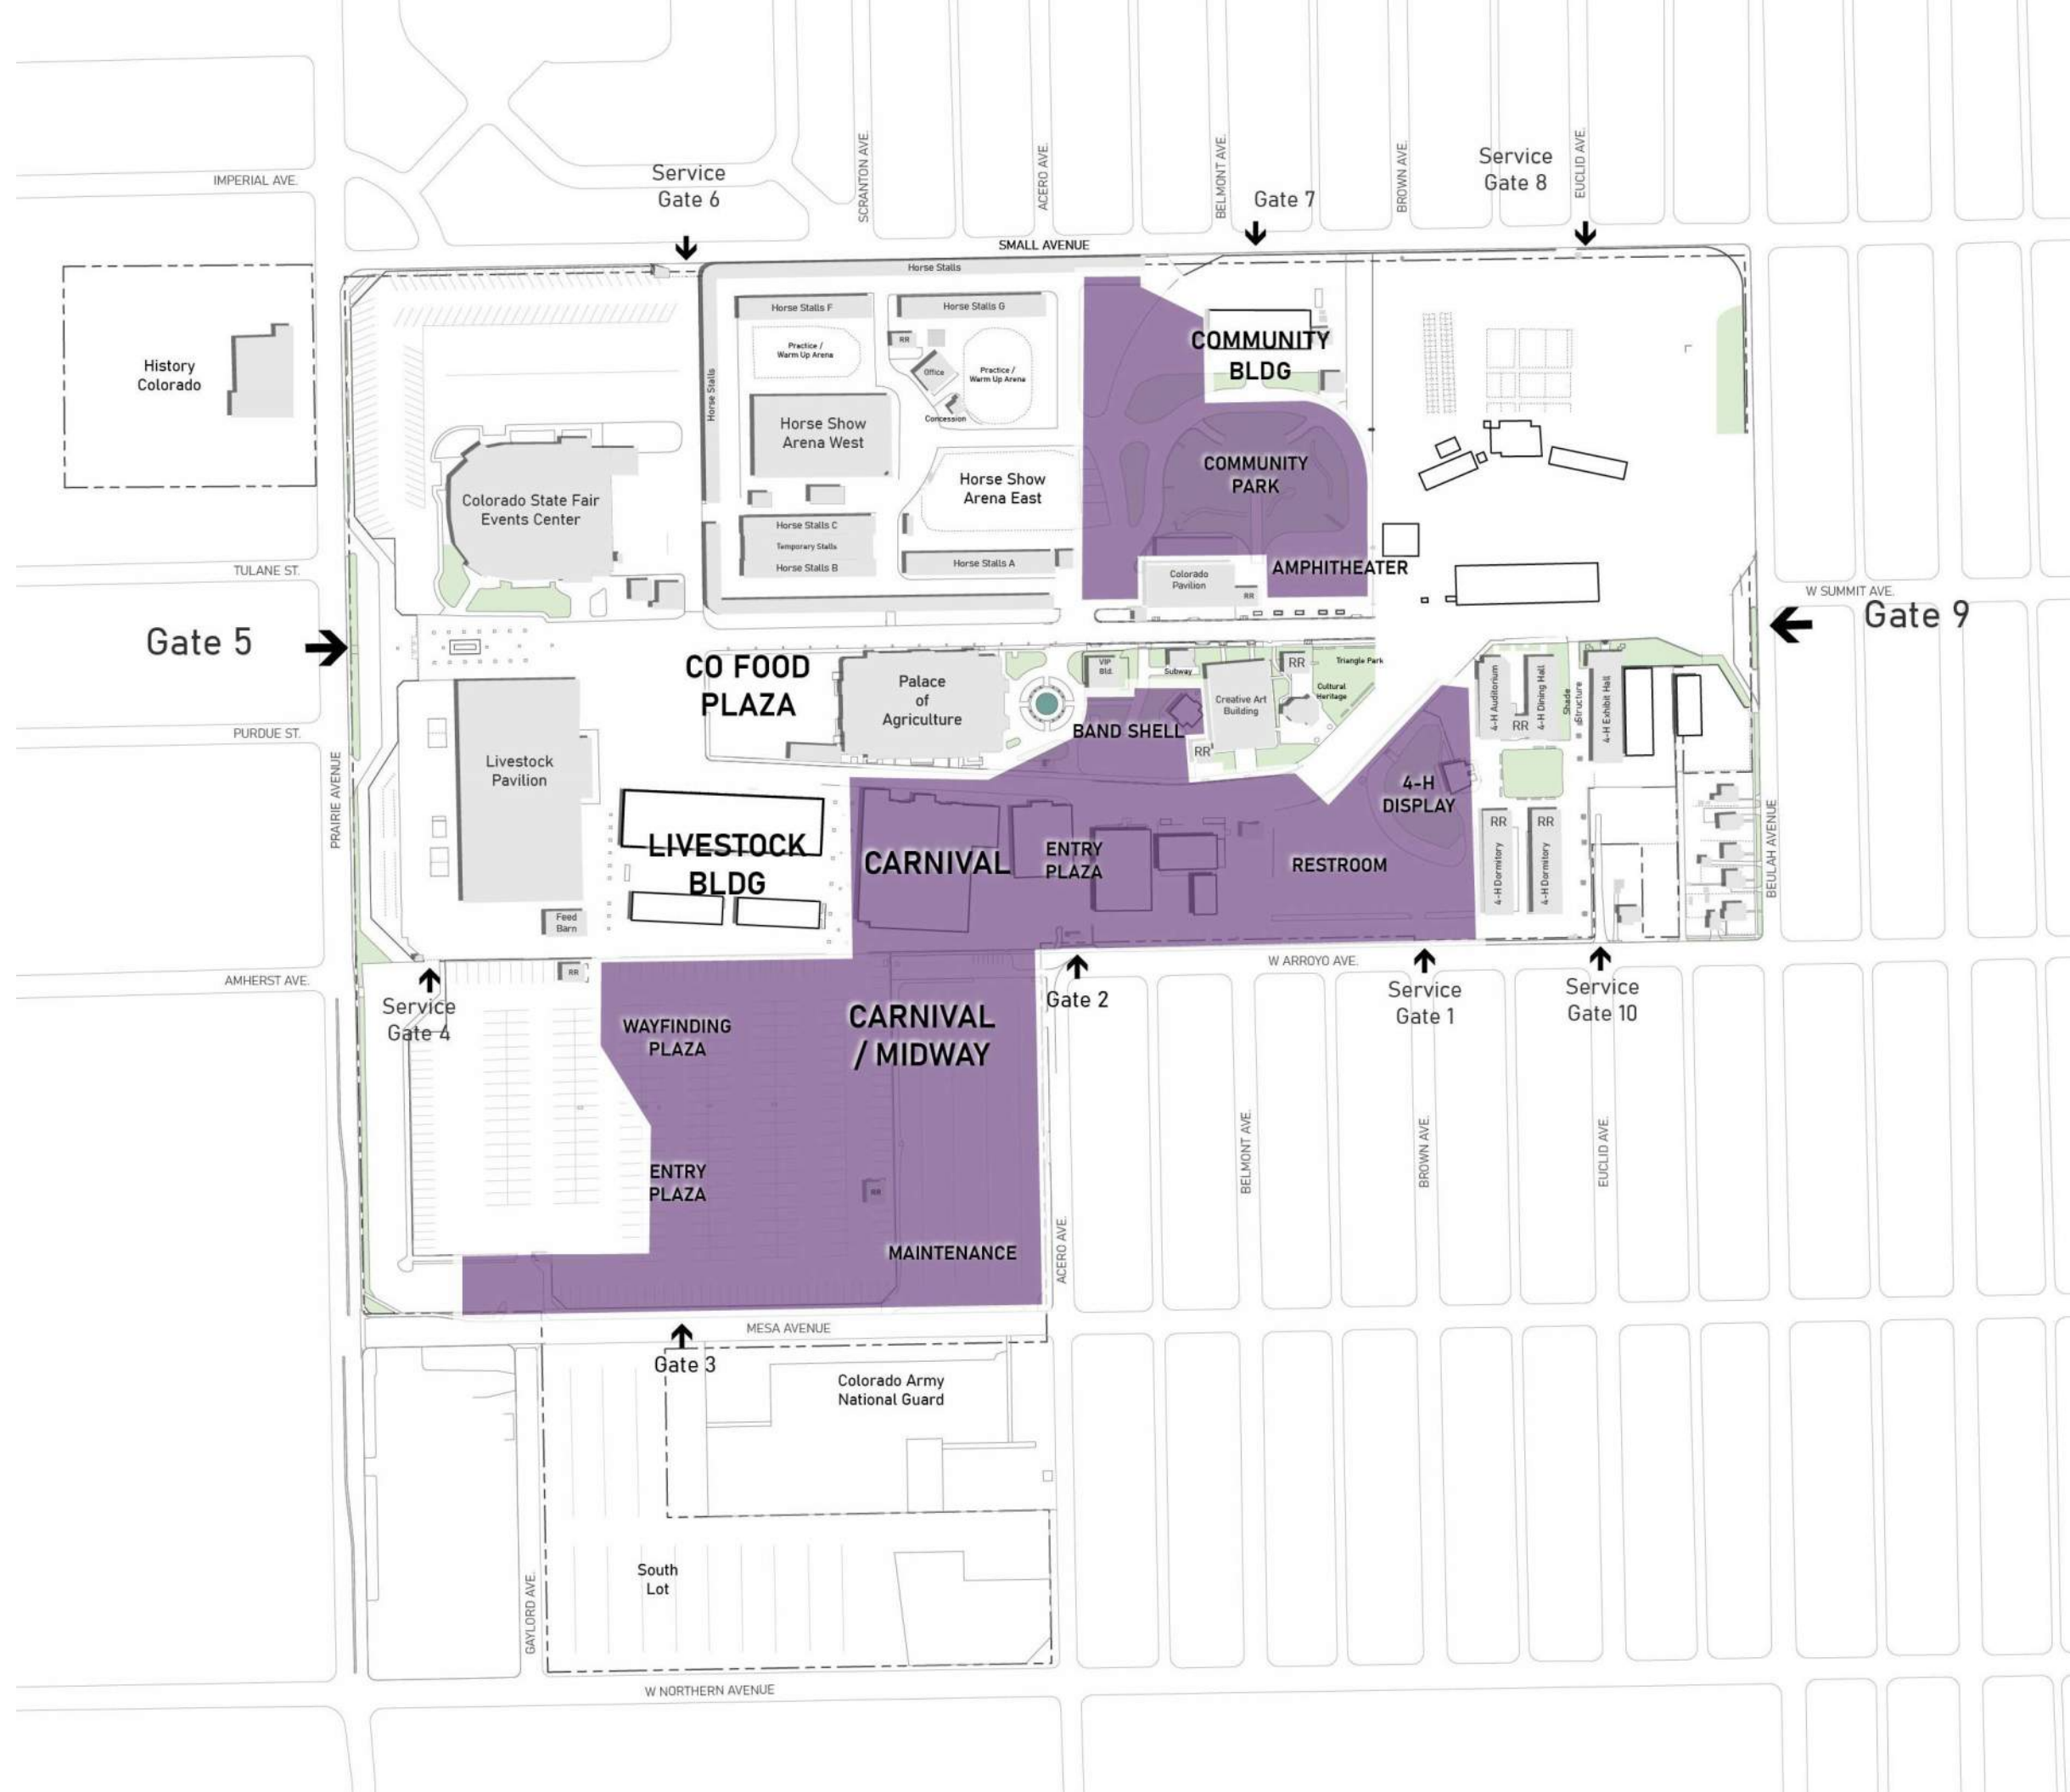 SCRANTON AVE.
ACERO AVE.
BELMONT AVE.
BROWN AVE.
EUCLID AVE.
IMPERIAL AVE.
Service
Gate 6
Gate 7
Service
Gate 8
SMALL AVENUE
Horse Stalls
History
Colorado
Horse Stalls F
Horse Stalls G
Practice /
Warm Up Arena
RR
Office
Practice /
Warm Up Arena
Concession
Horse Stalls
Horse Show
Arena West
Horse Show
Arena East
COMMUNITY
BLDG
COMMUNITY
PARK
Colorado State Fair
Events Center
Horse Stalls C
Temporary Stalls
Horse Stalls B
Horse Stalls A
Colorado
Pavilion
RR
AMPHITHEATER
TULANE ST.
W SUMMIT AVE.
Gate 5
Gate 9
CO FOOD
PLAZA
Palace
of
Agriculture
VIP
Bld.
Subway
Creative Art
Building
RR
Triangle Park
Cultural
Heritage
BAND SHELL
RR
4-H Auditorium
RR
4-H Dining Hall
Shade
Structure
4-H Exhibit Hall
PURDUE ST.
PRAIRIE AVENUE
Livestock
Pavilion
LIVESTOCK
BLDG
Feed
Barn
CARNIVAL
ENTRY
PLAZA
RESTROOM
4-H
DISPLAY
RR
RR
4-H Dormitory
4-H Dormitory
BEULAH AVENUE
AMHERST AVE.
RR
W ARROYO AVE.
Service
Gate 4
Gate 2
Service
Gate 1
Service
Gate 10
WAYFINDING
PLAZA
CARNIVAL
/ MIDWAY
ENTRY
PLAZA
RR
MAINTENANCE
ACERO AVE.
BELMONT AVE.
BROWN AVE.
EUCLID AVE.
MESA AVENUE
Gate 3
Colorado Army
National Guard
South
Lot
GAYLORD AVE.
W NORTHERN AVENUE